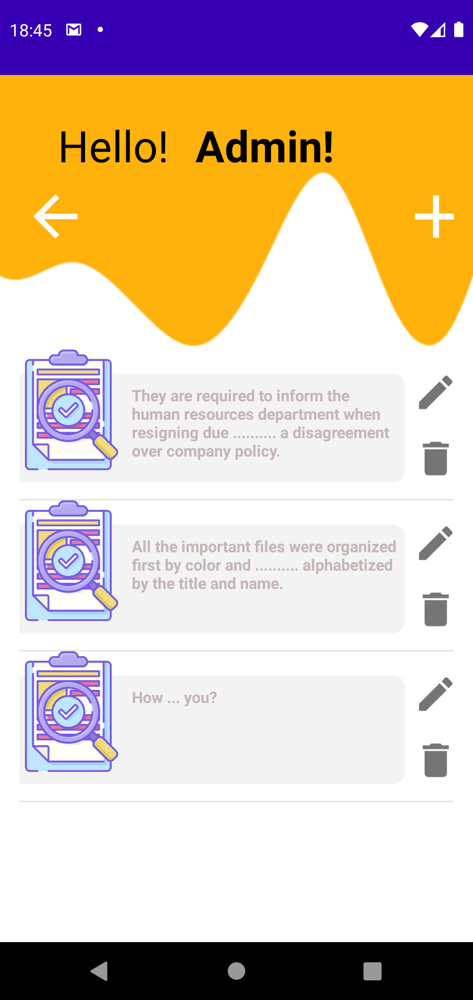 18:45
Hello! Admin!
They are required to inform the
human resources department when
resigning due .......... a disagreement
over company policy.
All the important files were organized
first by color and .......... alphabetized
by the title and name.
How ... you?